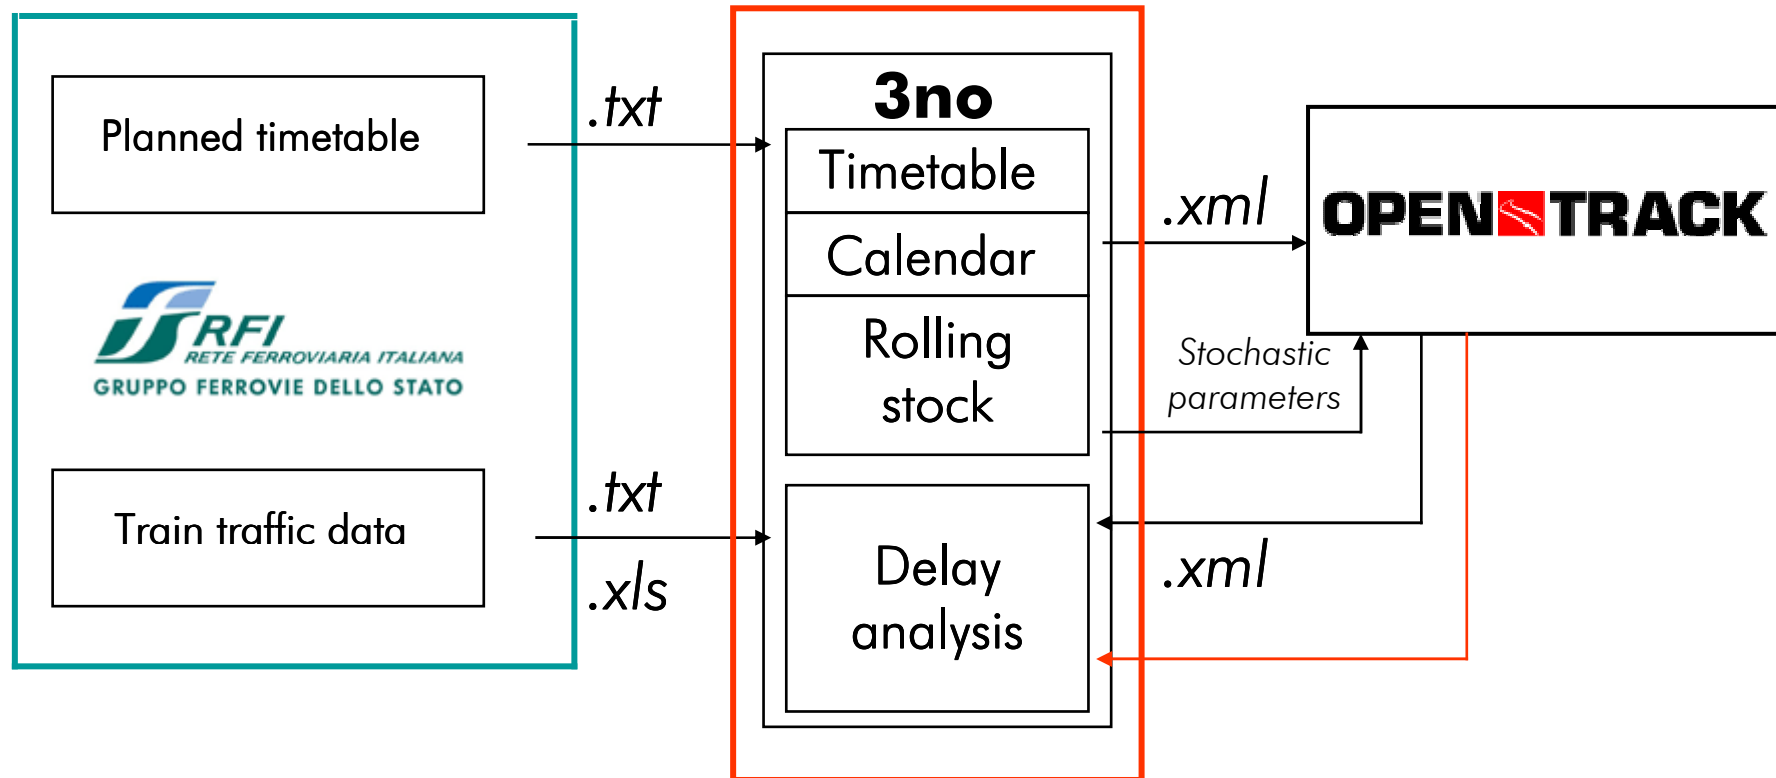 Planned timetable
RFI
RETE FERROVIARIA ITALIANA
GRUPPO FERROVIE DELLO STATO
Train traffic data
.txt
.txt
.xls
3no
Timetable
Calendar
Rolling
stock
Delay
analysis
.xml
Stochastic
parameters
.xml
OPEN TRACK